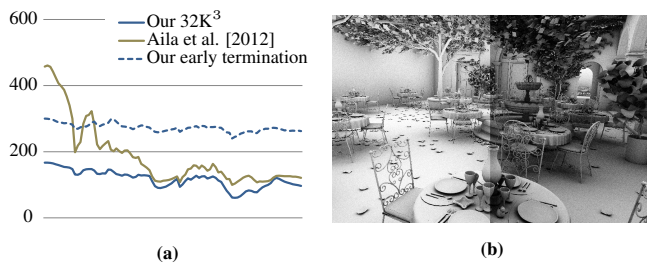 600
Our 32K³
Aila et al. [2012]
Our early termination
400
200
0
(a)
(b)